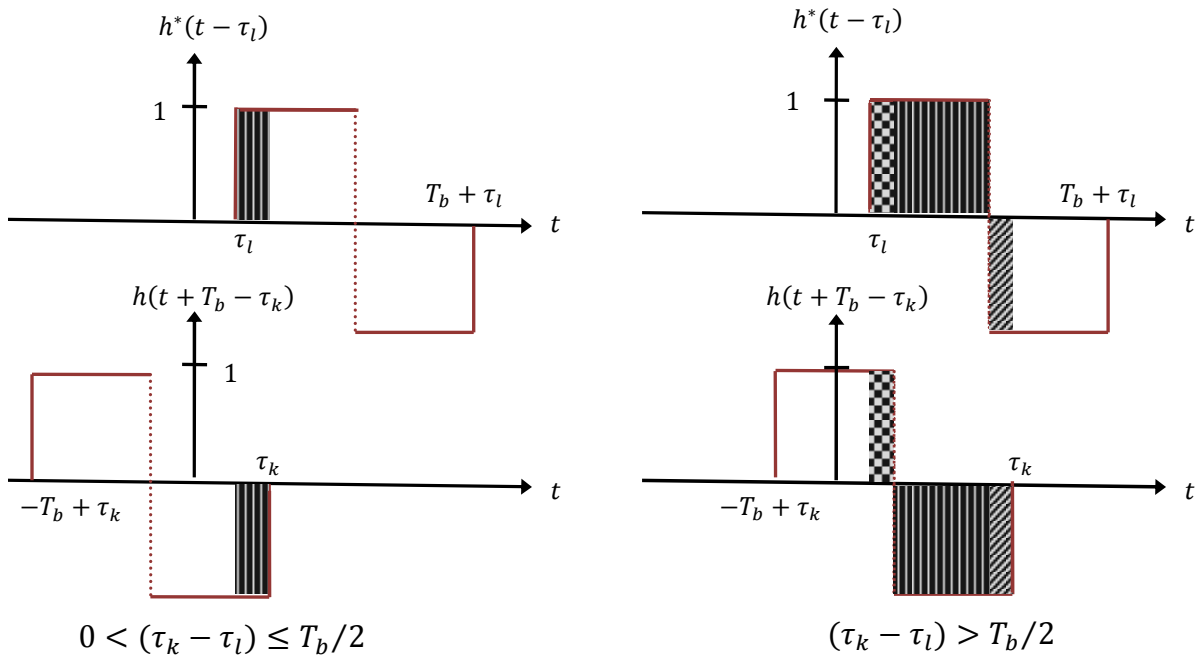 h*(t − τ_l)
1
T_b + τ_l
τ_l
t
h(t + T_b − τ_k)
1
τ_k
−T_b + τ_k
t
0 < (τ_k − τ_l) ≤ T_b/2
h*(t − τ_l)
1
T_b + τ_l
τ_l
t
h(t + T_b − τ_k)
τ_k
−T_b + τ_k
t
(τ_k − τ_l) > T_b/2